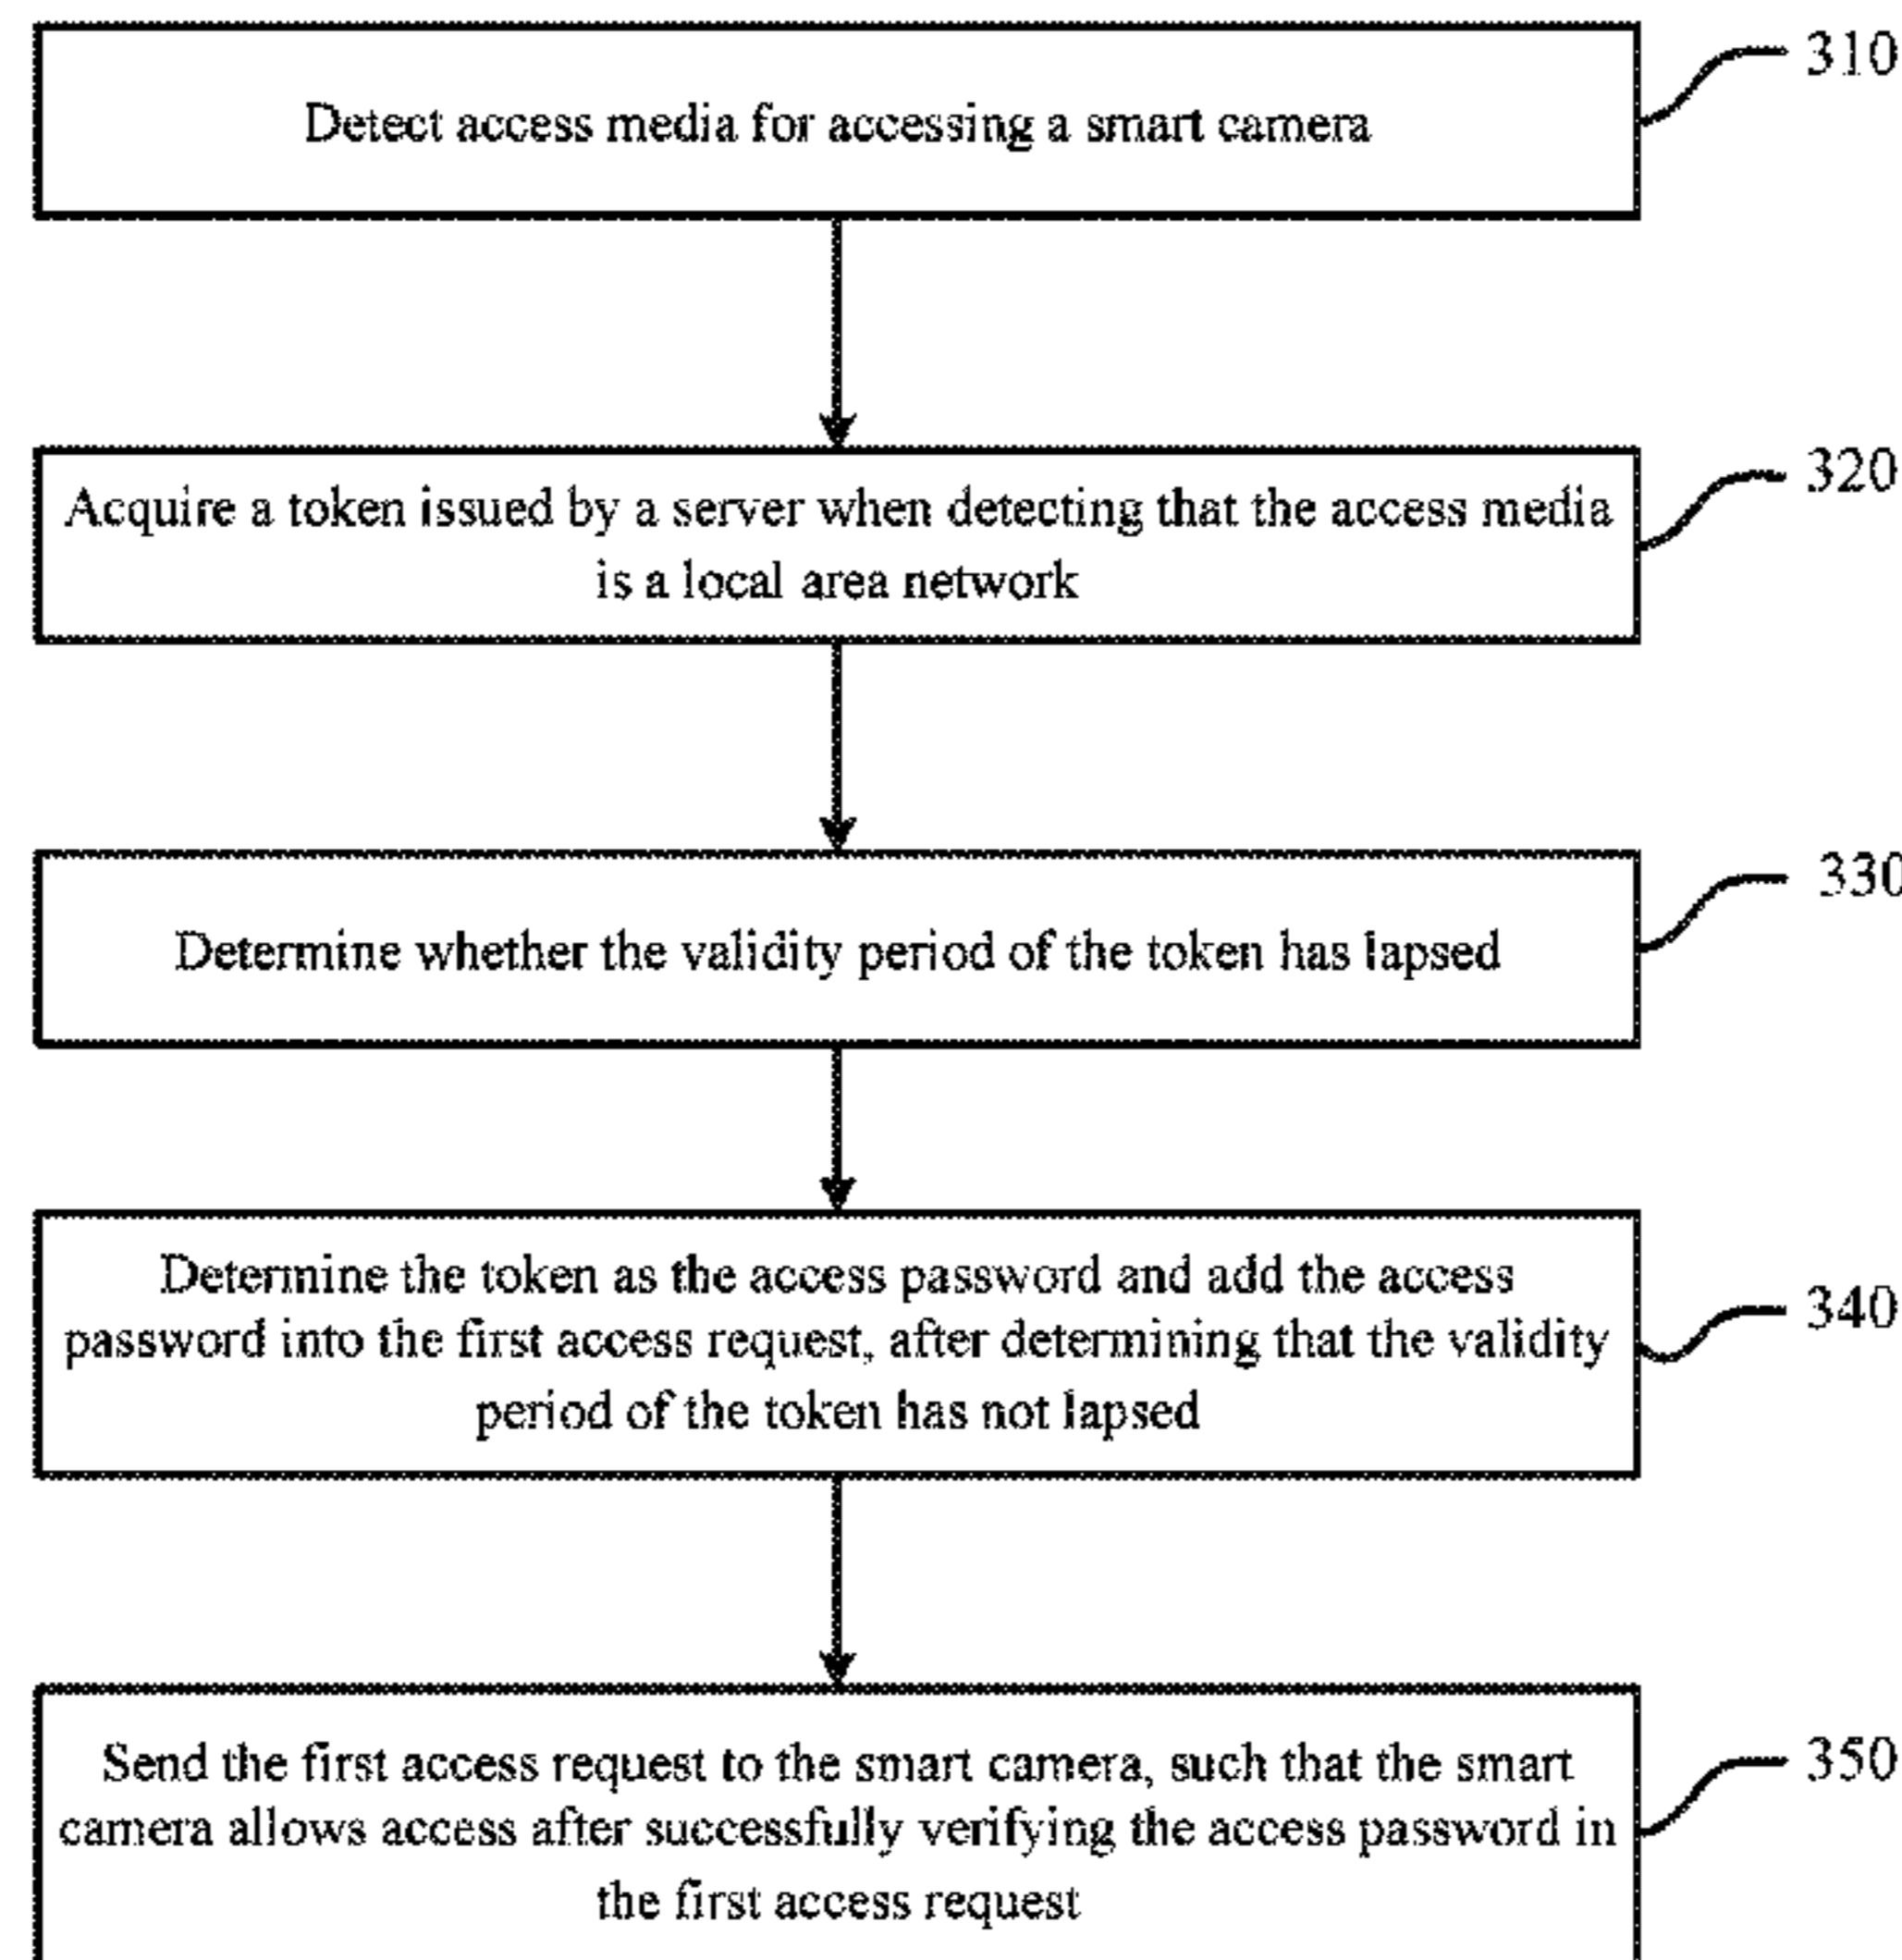 310
Detect access media for accessing a smart camera
320
Acquire a token issued by a server when detecting that the access media
is a local area network
330
Determine whether the validity period of the token has lapsed
Determine the token as the access password and add the access
password into the first access request, after determining that the validity
period of the token has not lapsed
340
Send the first access request to the smart camera, such that the smart
camera allows access after successfully verifying the access password in
the first access request
350